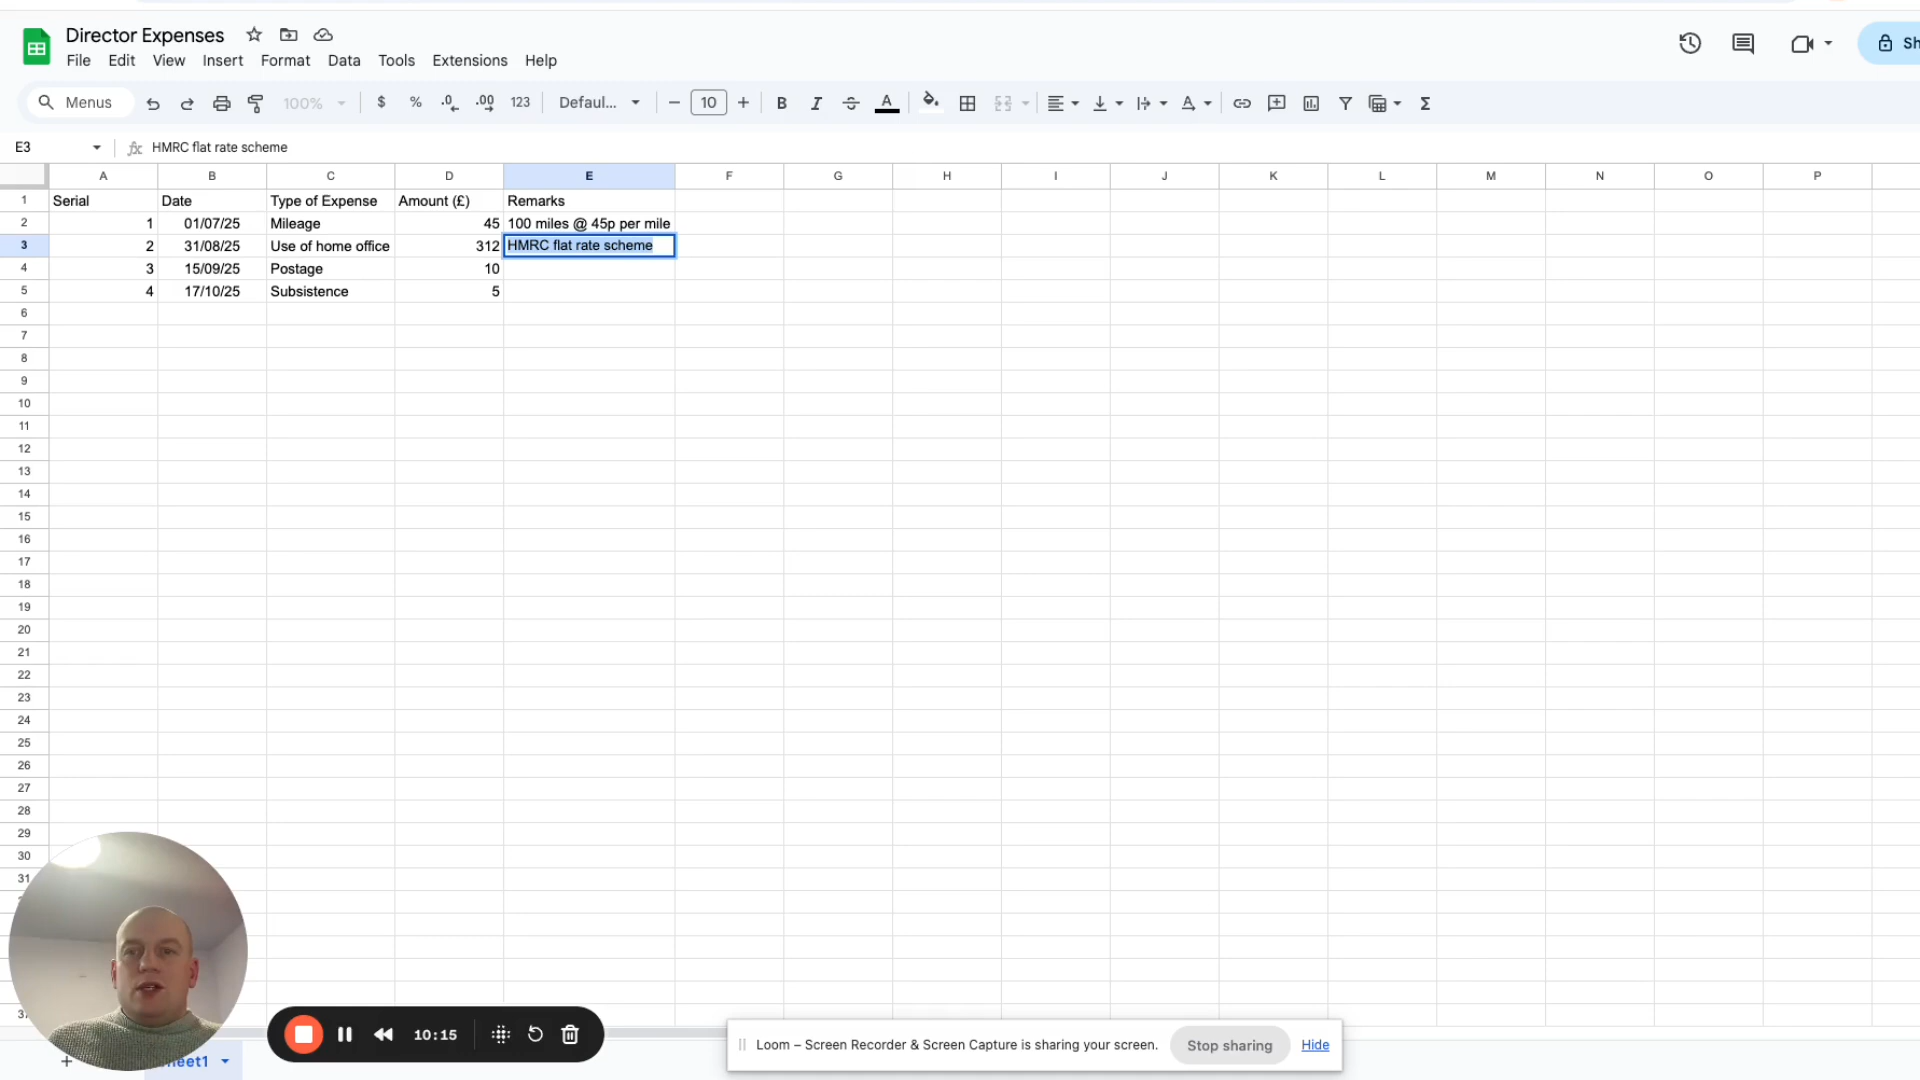 Director Expenses
File Edit View Insert Format Data Tools Extensions Help
Sh
Menus 100% $ % .0 .00 123 Defaul... 10 B I A Σ
E3 fx HMRC flat rate scheme
A B C D E F G H I J K L M N O P
1 Serial Date Type of Expense Amount (£) Remarks
2 1 01/07/25 Mileage 45 100 miles @ 45p per mile
3 2 31/08/25 Use of home office 312 HMRC flat rate scheme
4 3 15/09/25 Postage 10
5 4 17/10/25 Subsistence 5
6
7
8
9
10
11
12
13
14
15
16
17
18
19
20
21
22
23
24
25
26
27
28
29
30
31
10:15
Loom – Screen Recorder & Screen Capture is sharing your screen. Stop sharing Hide
+ heet1